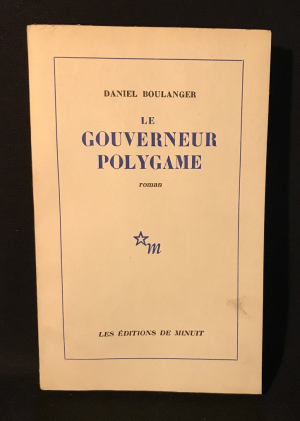 DANIEL BOULANGER
LE
GOUVERNEUR
POLYGAME
roman
m
LES ÉDITIONS DE MINUIT